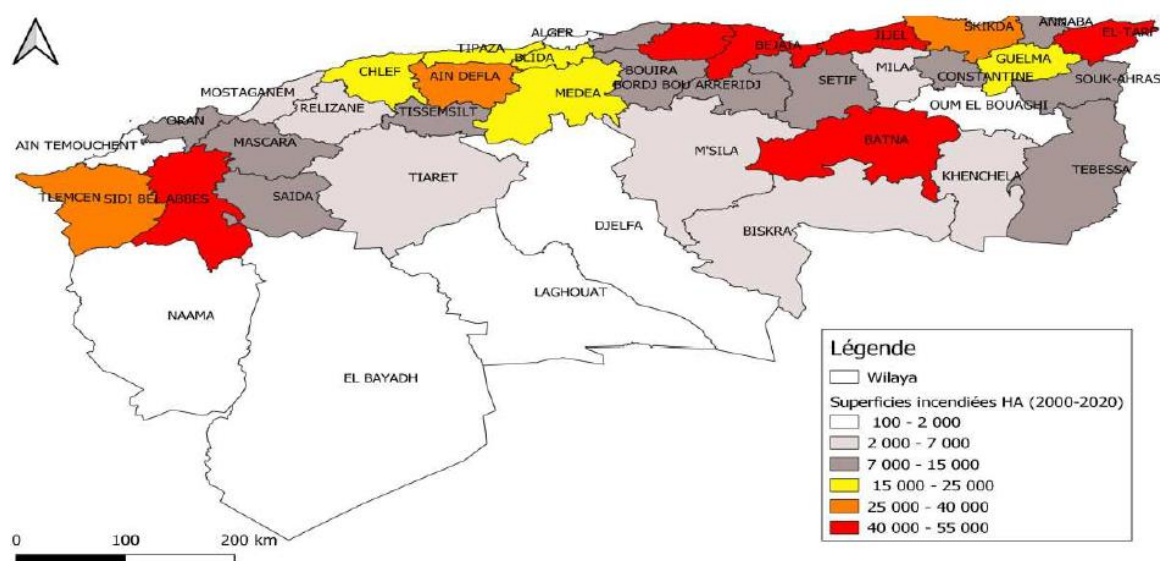 ALGER
TIPAZA
BLIDA
CHLEF
AIN DEFLA
MEDEA
BOUIRA
BORDJ BOU ARRERIDJ
BEJAIA
JIJEL
SKIKDA
ANNABA
EL-TARF
SETIF
MILA
CONSTANTINE
GUELMA
SOUK-AHRAS
OUM EL BOUAGHI
MOSTAGANEM
RELIZANE
TISSEMSILT
ORAN
AIN TEMOUCHENT
MASCARA
TLEMCEN
SIDI BEL ABBES
SAIDA
TIARET
M'SILA
BATNA
KHENCHELA
TEBESSA
DJELFA
BISKRA
LAGHOUAT
NAAMA
EL BAYADH
Légende
Wilaya
Superficies incendiées HA (2000-2020)
100 - 2 000
2 000 - 7 000
7 000 - 15 000
15 000 - 25 000
25 000 - 40 000
40 000 - 55 000
0 100 200 km